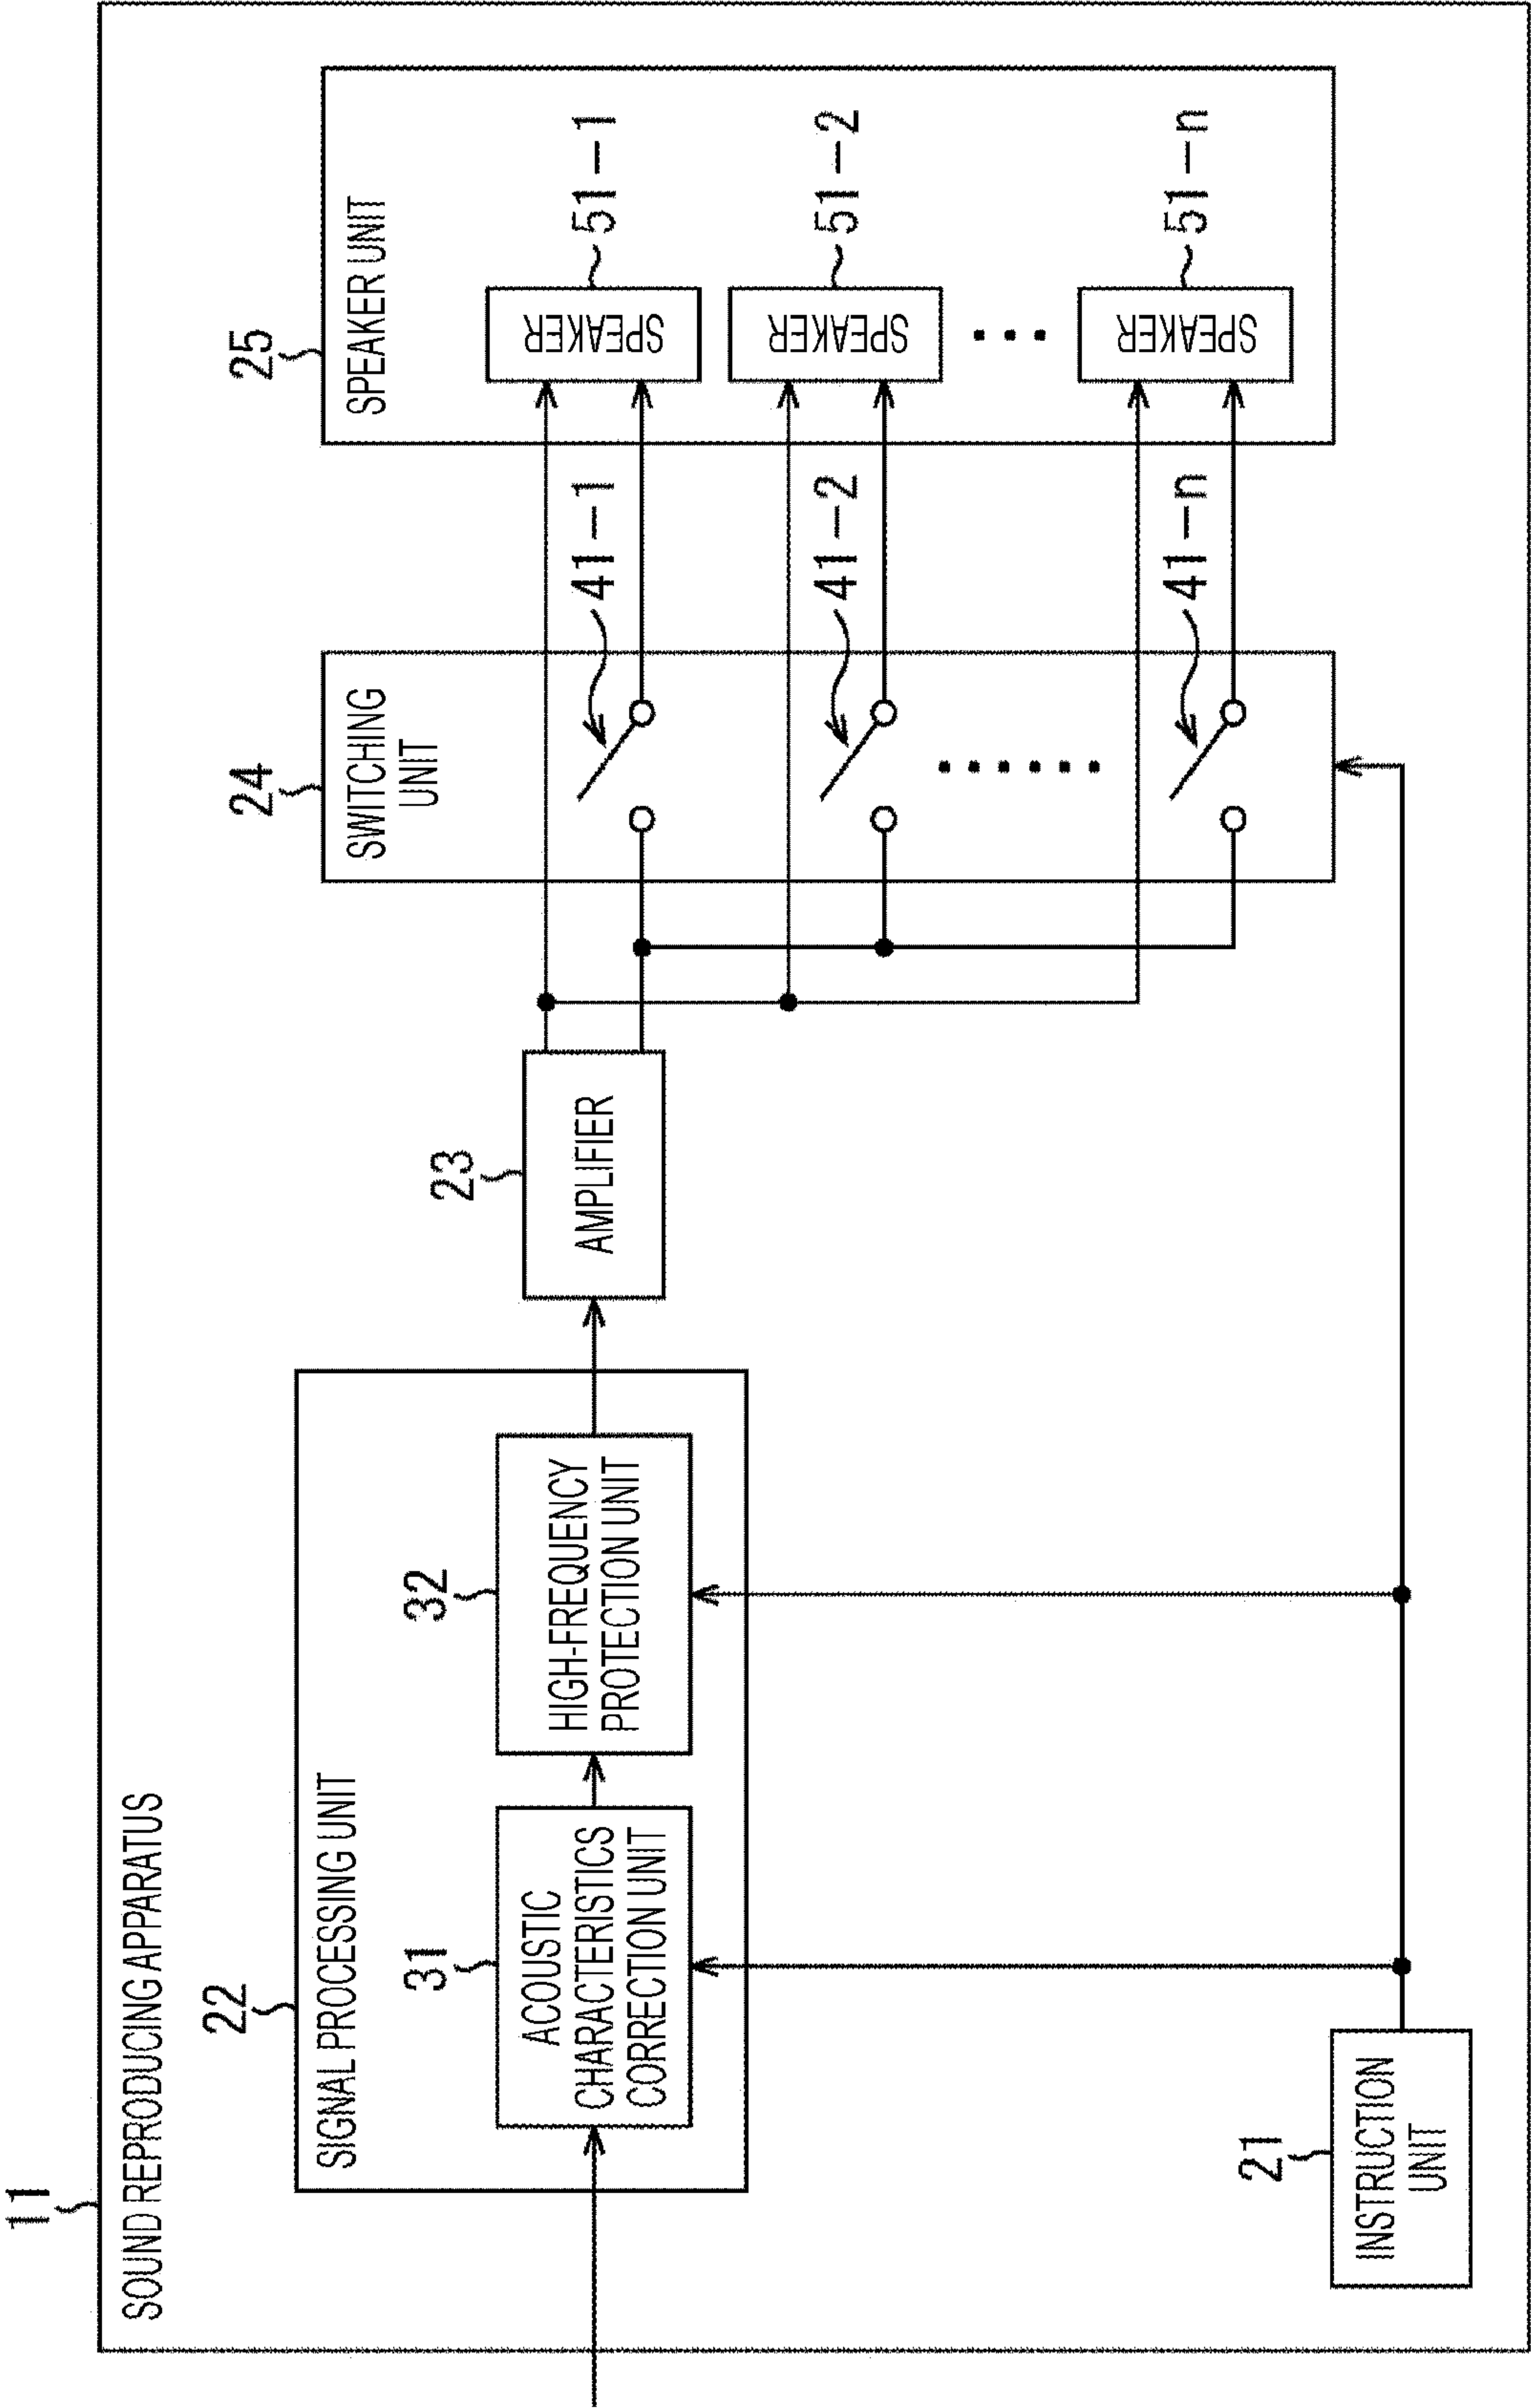 11
SOUND REPRODUCING APPARATUS
22
SIGNAL PROCESSING UNIT
31
ACOUSTIC
CHARACTERISTICS
CORRECTION UNIT
32
HIGH-FREQUENCY
PROTECTION UNIT
23
AMPLIFIER
24
SWITCHING
UNIT
41-1
41-2
41-n
25
SPEAKER UNIT
SPEAKER
51-1
SPEAKER
51-2
SPEAKER
51-n
21
INSTRUCTION
UNIT